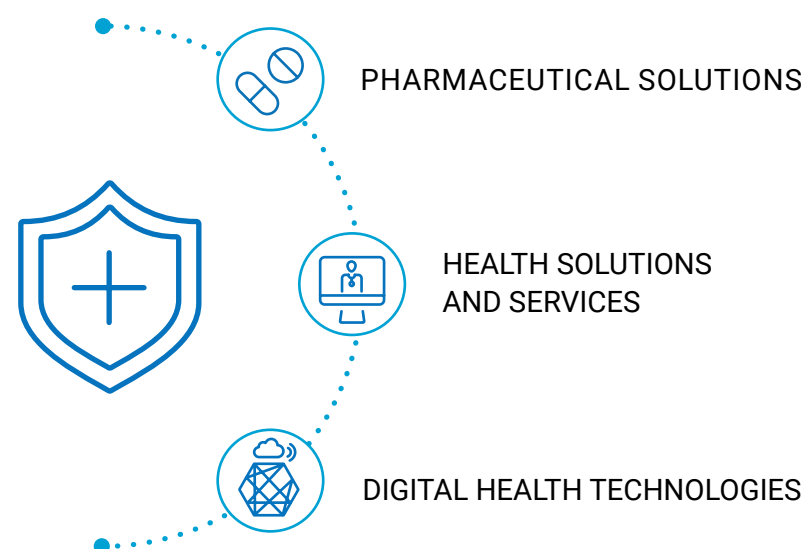 PHARMACEUTICAL SOLUTIONS
HEALTH SOLUTIONS
AND SERVICES
DIGITAL HEALTH TECHNOLOGIES